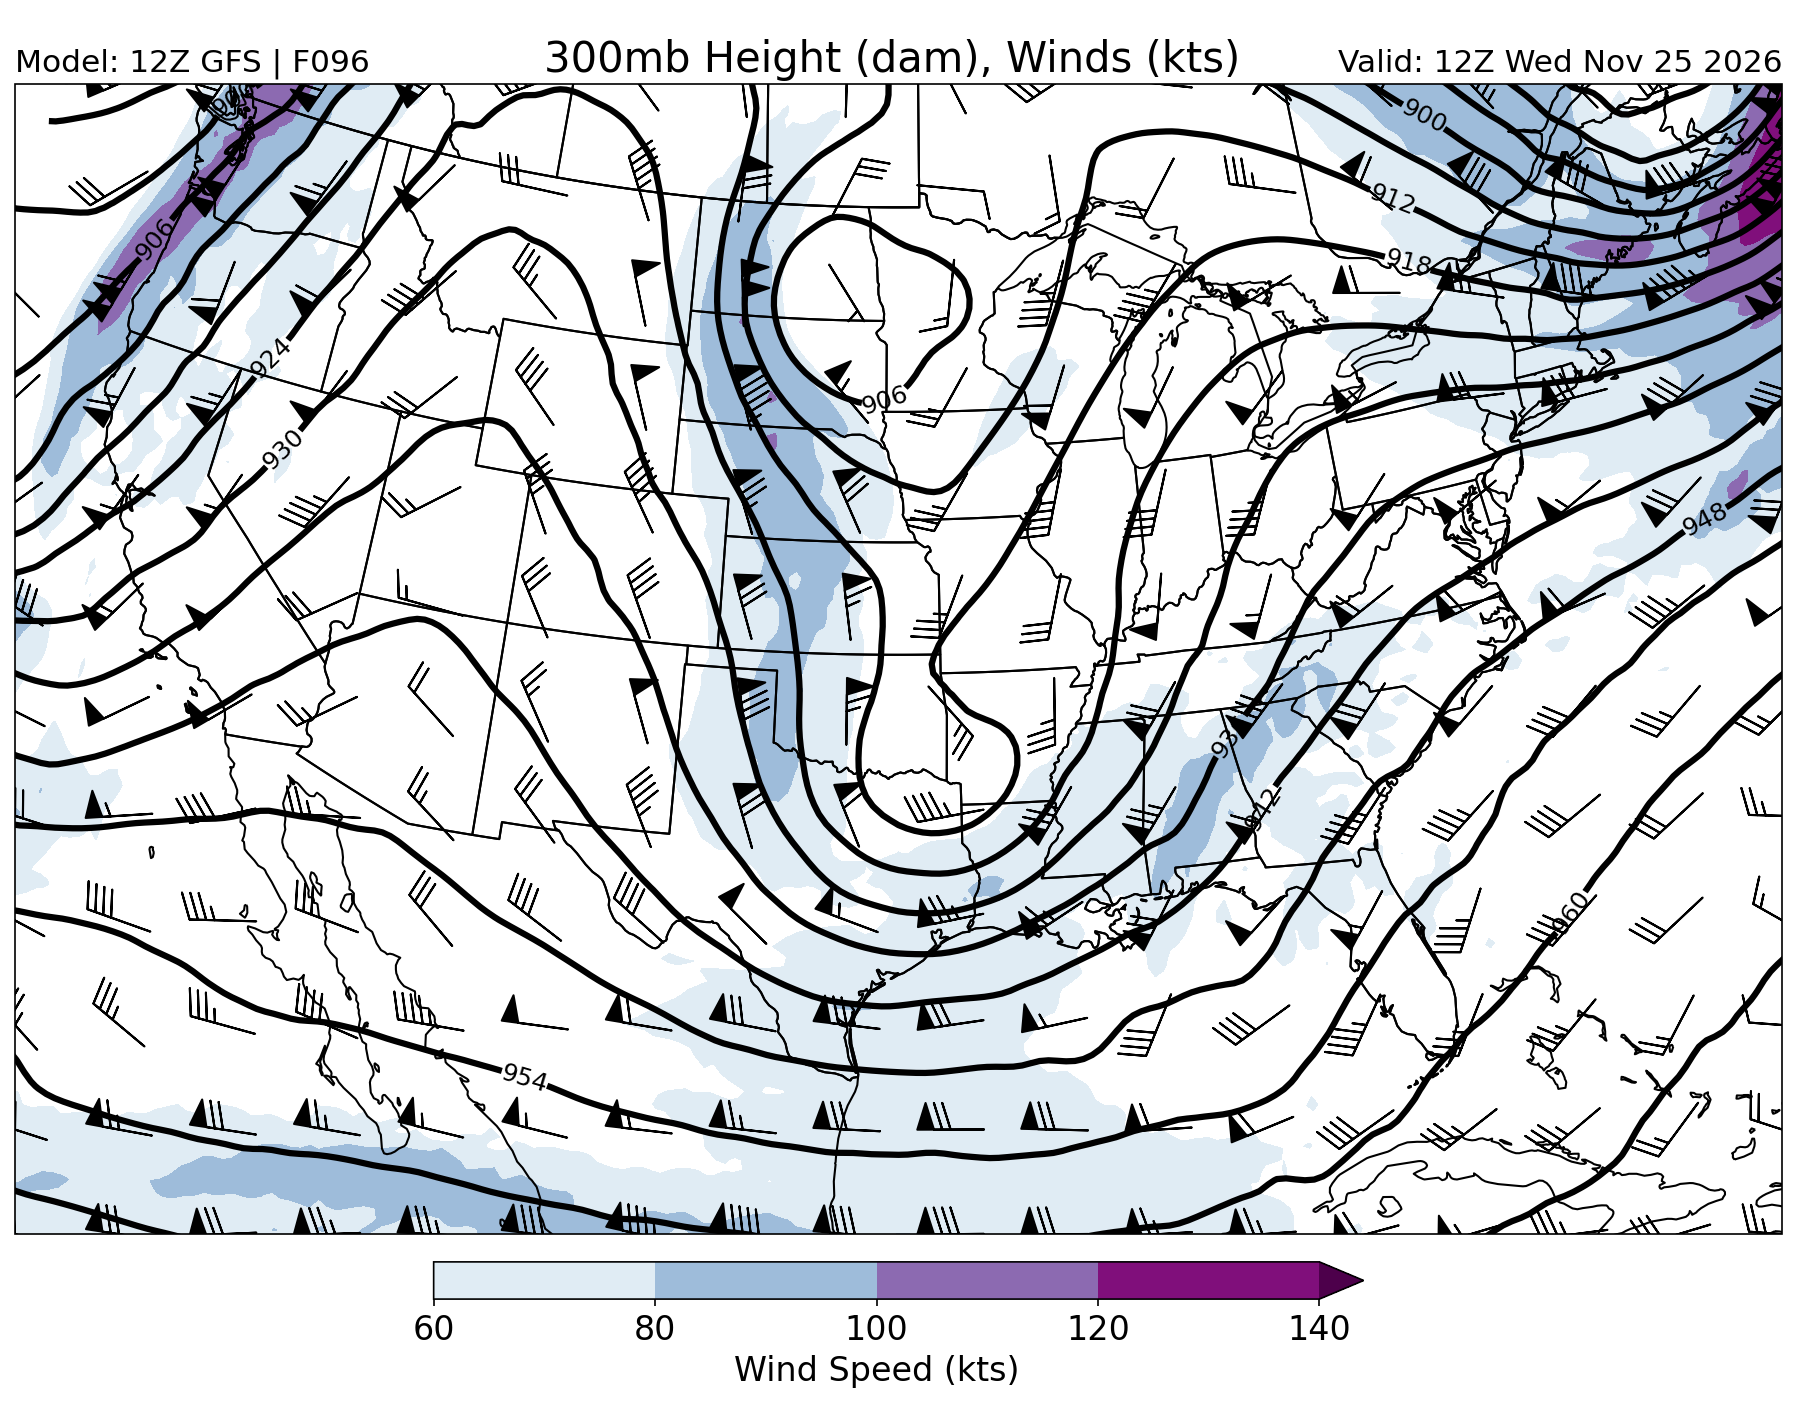 Model: 12Z GFS | F096
300mb Height (dam), Winds (kts)
Valid: 12Z Wed Nov 25 2026
900
912
906
918
924
906
930
948
942
960
954
60 80 100 120 140
Wind Speed (kts)